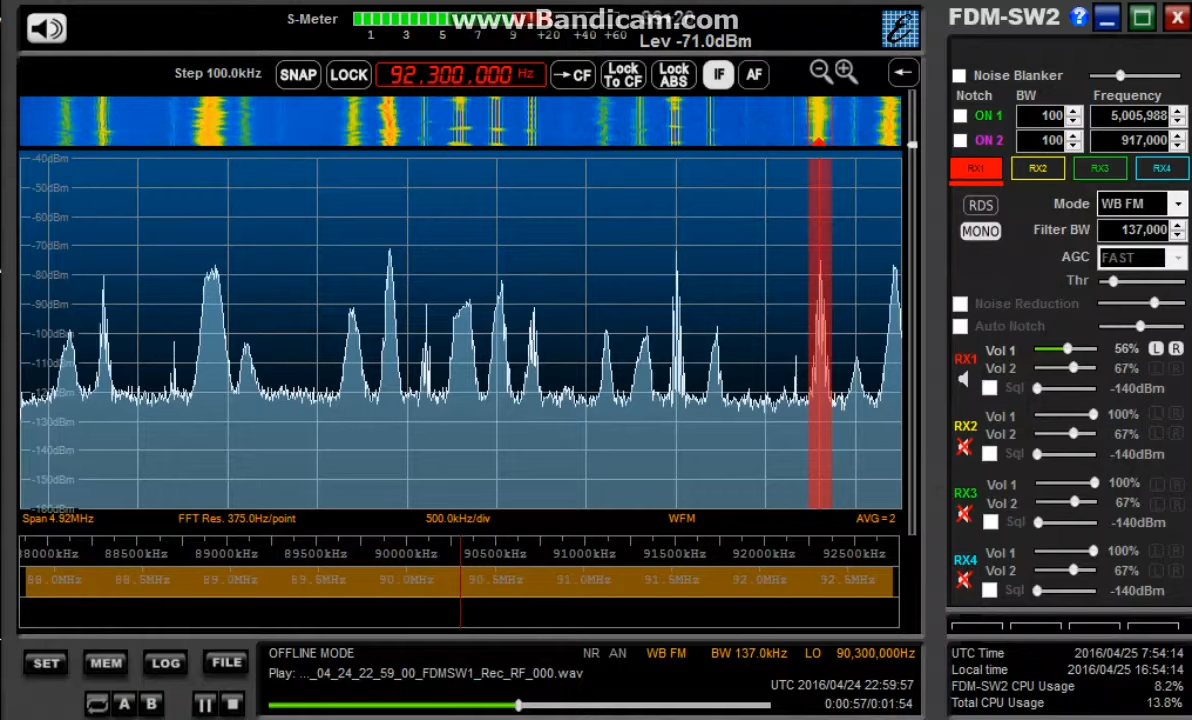 S-Meter
1 3 5 7 9 +20 +40 +60
www.Bandicam.com
Lev -71.0dBm
FDM-SW2
Step 100.0kHz SNAP LOCK 92,300,000 Hz →CF Lock To CF Lock ABS IF AF
-40dBm
-50dBm
-60dBm
-70dBm
-80dBm
-90dBm
-100dBm
-110dBm
-120dBm
-130dBm
-140dBm
-150dBm
-160dBm
Span 4.92MHz FFT Res. 375.0Hz/point 500.0kHz/div WFM AVG = 2
88000kHz 88500kHz 89000kHz 89500kHz 90000kHz 90500kHz 91000kHz 91500kHz 92000kHz 92500kHz
88.0MHz 88.5MHz 89.0MHz 89.5MHz 90.0MHz 90.5MHz 91.0MHz 91.5MHz 92.0MHz 92.5MHz
SET MEM LOG FILE
A B
OFFLINE MODE NR AN WB FM BW 137.0kHz LO 90,300,000Hz
Play: ..._04_24_22_59_00_FDMSW1_Rec_RF_000.wav
UTC 2016/04/24 22:59:57
0:00:57/0:01:54
Noise Blanker
Notch BW Frequency
ON 1 100 5,005,988
ON 2 100 917,000
RX1 RX2 RX3 RX4
RDS Mode WB FM
MONO Filter BW 137,000
AGC FAST
Thr
Noise Reduction
Auto Notch
RX1 Vol 1 56% L R
Vol 2 67% L R
Sql -140dBm
RX2 Vol 1 100% L R
Vol 2 67% L R
Sql -140dBm
RX3 Vol 1 100% L R
Vol 2 67% L R
Sql -140dBm
RX4 Vol 1 100% L R
Vol 2 67% L R
Sql -140dBm
UTC Time 2016/04/25 7:54:14
Local time 2016/04/25 16:54:14
FDM-SW2 CPU Usage 8.2%
Total CPU Usage 13.8%